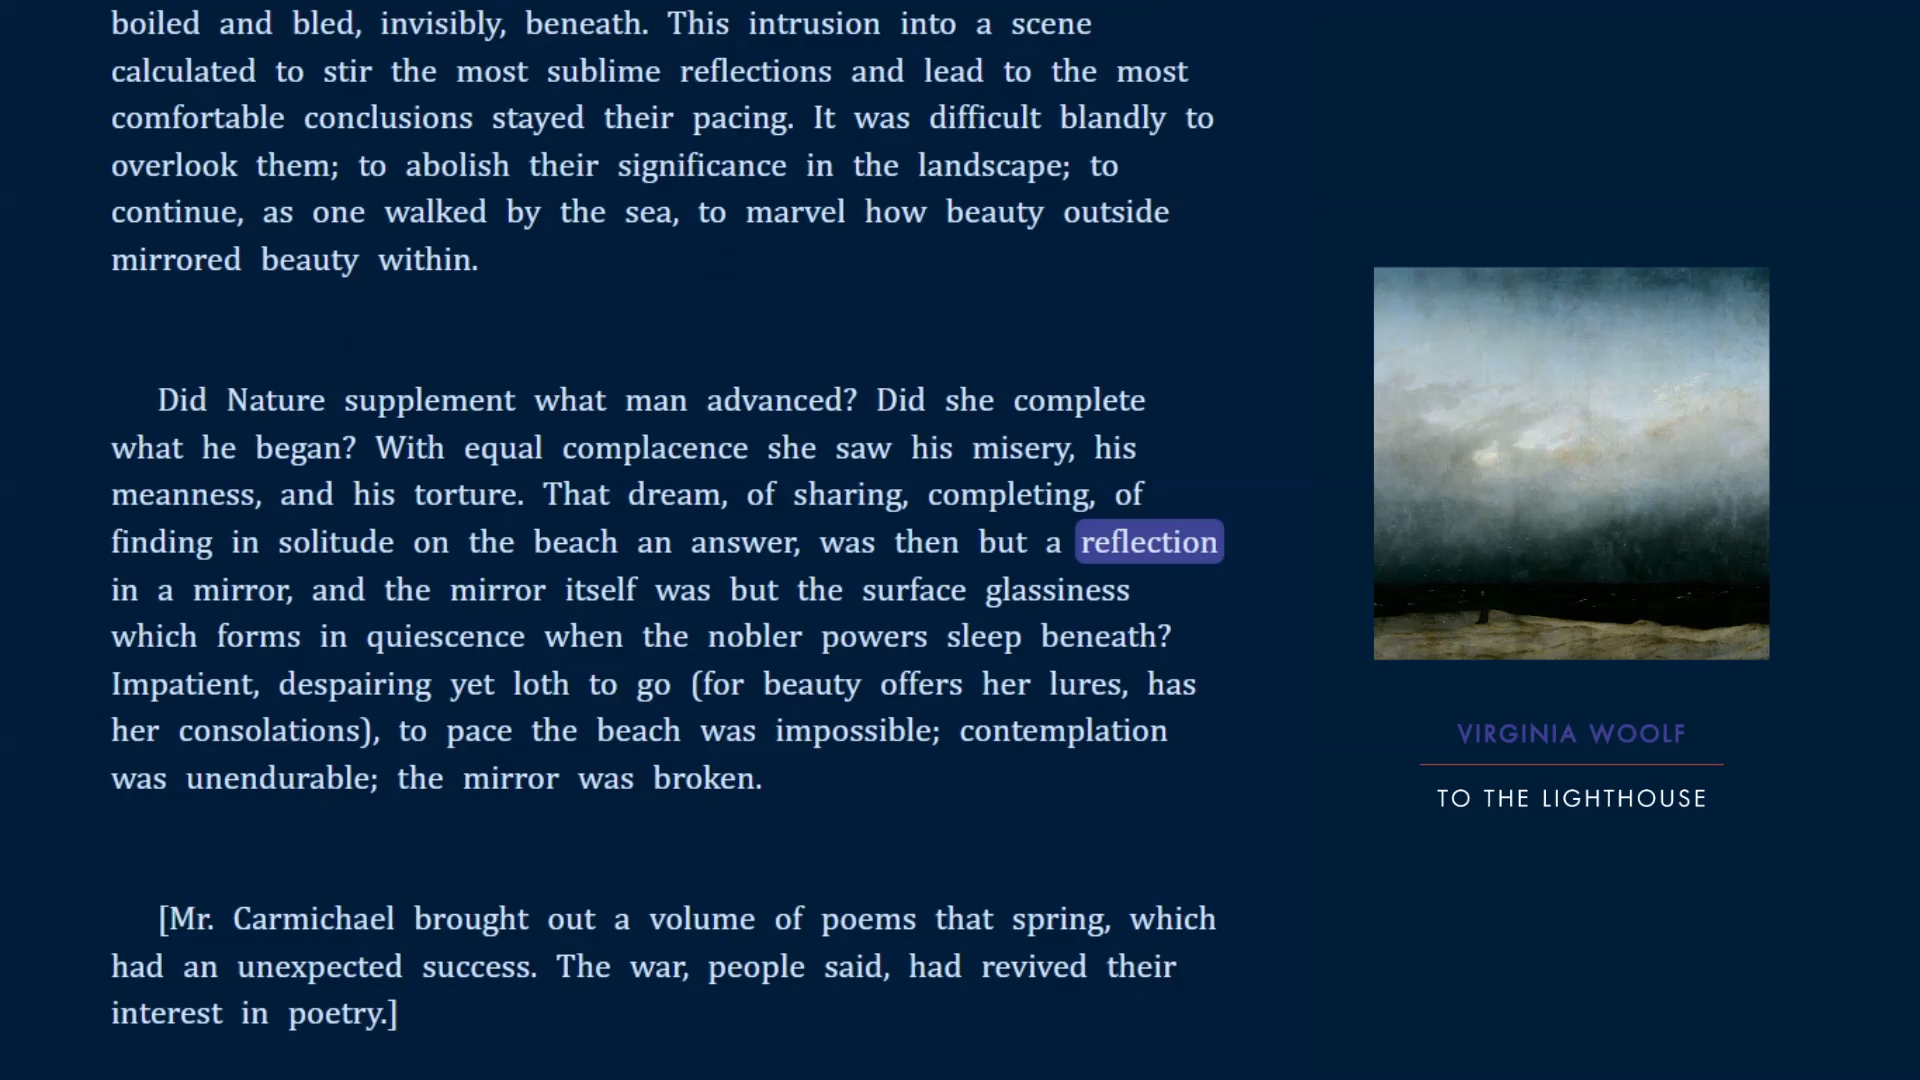 boiled and bled, invisibly, beneath. This intrusion into a scene
calculated to stir the most sublime reflections and lead to the most
comfortable conclusions stayed their pacing. It was difficult blandly to
overlook them; to abolish their significance in the landscape; to
continue, as one walked by the sea, to marvel how beauty outside
mirrored beauty within.
Did Nature supplement what man advanced? Did she complete
what he began? With equal complacence she saw his misery, his
meanness, and his torture. That dream, of sharing, completing, of
finding in solitude on the beach an answer, was then but a reflection
in a mirror, and the mirror itself was but the surface glassiness
which forms in quiescence when the nobler powers sleep beneath?
Impatient, despairing yet loth to go (for beauty offers her lures, has
her consolations), to pace the beach was impossible; contemplation
was unendurable; the mirror was broken.
[Mr. Carmichael brought out a volume of poems that spring, which
had an unexpected success. The war, people said, had revived their
interest in poetry.]
VIRGINIA WOOLF
TO THE LIGHTHOUSE